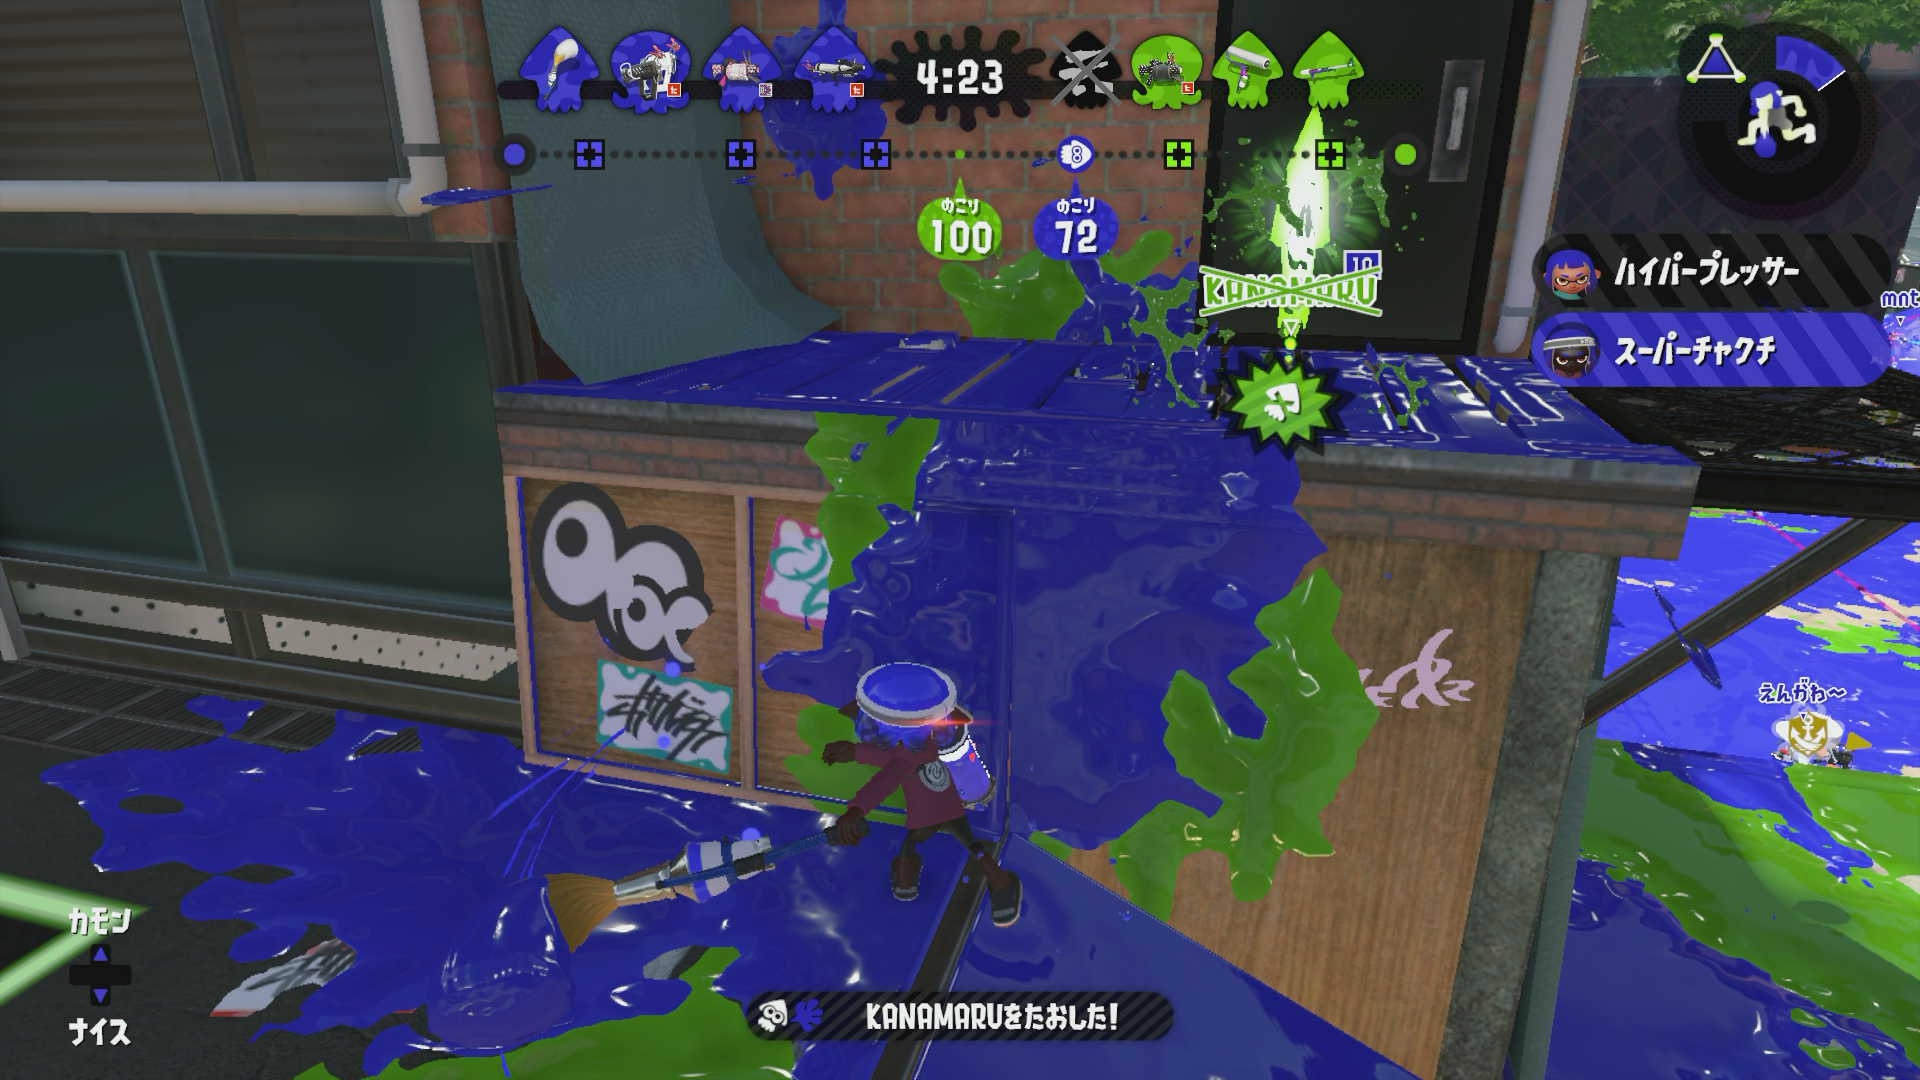 4:23
のこり
100
のこり
72
10
KANAMARU
ハイパープレッサー
mnt
スーパーチャクチ
えんがわ〜
カモン
ナイス
KANAMARUをたおした!